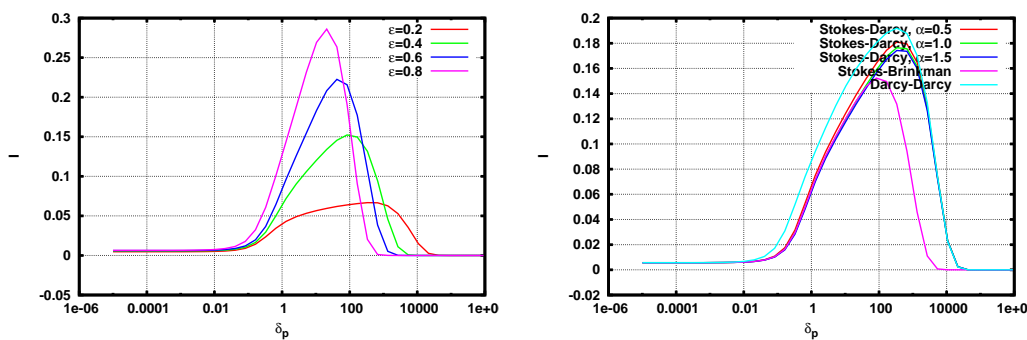 0.3
0.25
0.2
0.15
0.1
0.05
0
-0.05
1e-06 0.0001 0.01 1 100 10000 1e+0
I
δp
ε=0.2
ε=0.4
ε=0.6
ε=0.8
0.2
0.18
0.16
0.14
0.12
0.1
0.08
0.06
0.04
0.02
0
-0.02
1e-06 0.0001 0.01 1 100 10000 1e+0
I
δp
Stokes-Darcy, α=0.5
Stokes-Darcy, α=1.0
Stokes-Darcy, α=1.5
Stokes-Brinkman
Darcy-Darcy